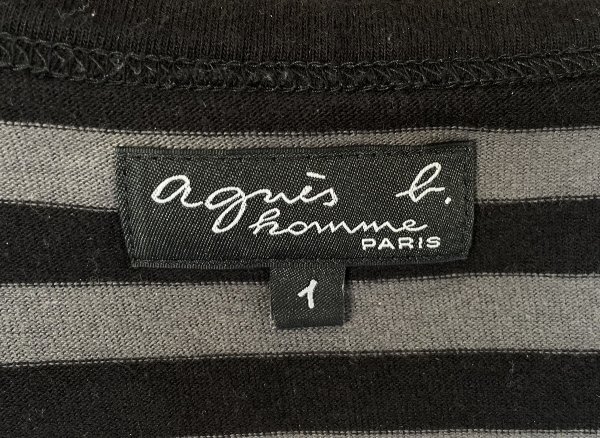 agnès b.
homme
PARIS
1